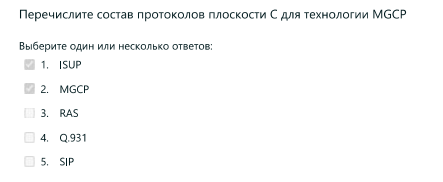 Перечислите состав протоколов плоскости С для технологии MGCP
Выберите один или несколько ответов:
1. ISUP
2. MGCP
3. RAS
4. Q.931
5. SIP